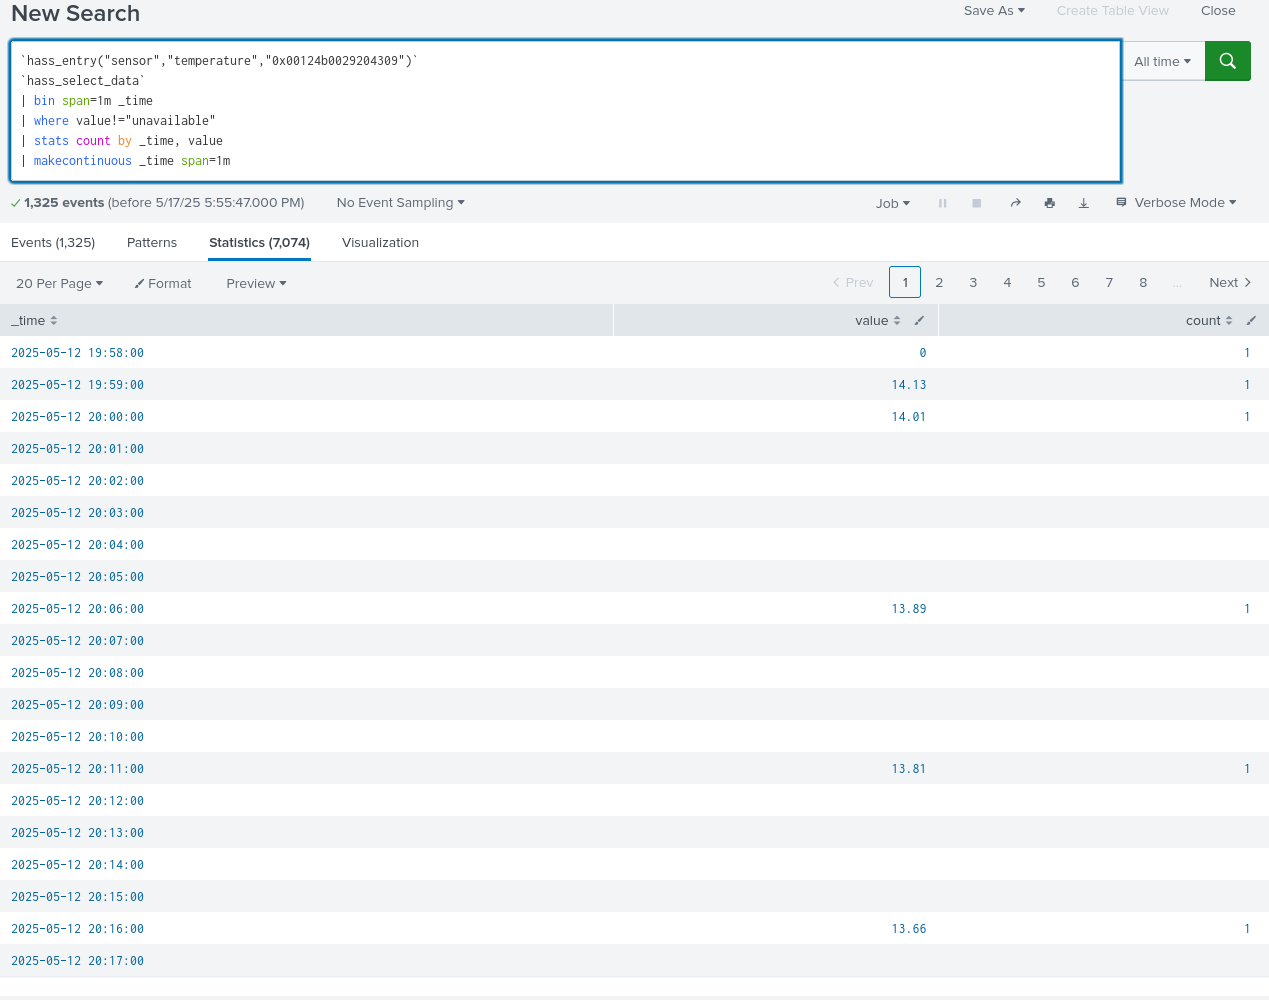 New Search
Save As Create Table View Close
`hass_entry("sensor","temperature","0x00124b0029204309")`
`hass_select_data`
| bin span=1m _time
| where value!="unavailable"
| stats count by _time, value
| makecontinuous _time span=1m
All time
1,325 events (before 5/17/25 5:55:47.000 PM) No Event Sampling
Job Verbose Mode
Events (1,325) Patterns Statistics (7,074) Visualization
20 Per Page Format Preview
Prev 1 2 3 4 5 6 7 8 ... Next
_time value count
2025-05-12 19:58:00 0 1
2025-05-12 19:59:00 14.13 1
2025-05-12 20:00:00 14.01 1
2025-05-12 20:01:00
2025-05-12 20:02:00
2025-05-12 20:03:00
2025-05-12 20:04:00
2025-05-12 20:05:00
2025-05-12 20:06:00 13.89 1
2025-05-12 20:07:00
2025-05-12 20:08:00
2025-05-12 20:09:00
2025-05-12 20:10:00
2025-05-12 20:11:00 13.81 1
2025-05-12 20:12:00
2025-05-12 20:13:00
2025-05-12 20:14:00
2025-05-12 20:15:00
2025-05-12 20:16:00 13.66 1
2025-05-12 20:17:00